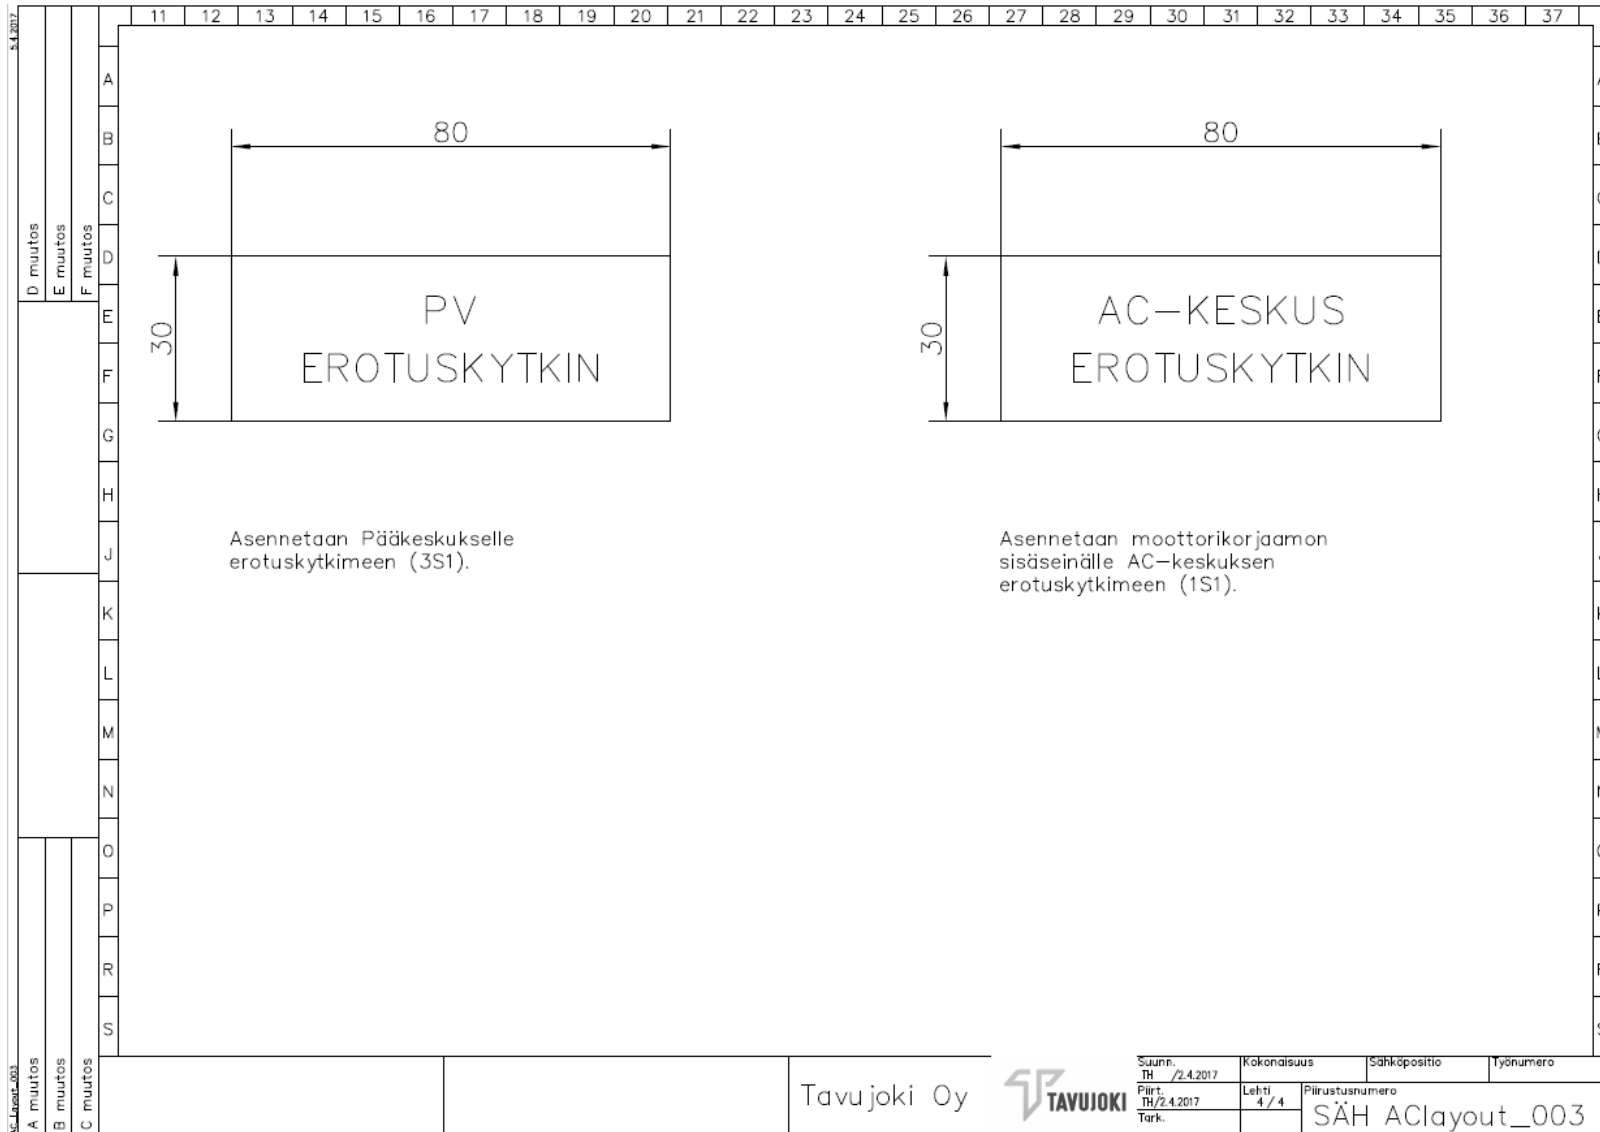 11 12 13 14 15 16 17 18 19 20 21 22 23 24 25 26 27 28 29 30 31 32 33 34 35 36 37
5.4.2017
D muutos
E muutos
F muutos
A
B
C
D
E
F
G
H
J
K
L
M
N
O
P
R
S
80
30
PV
EROTUSKYTKIN
Asennetaan Pääkeskukselle
erotuskytkimeen (3S1).
80
30
AC-KESKUS
EROTUSKYTKIN
Asennetaan moottorikorjaamon
sisäseinälle AC-keskuksen
erotuskytkimeen (1S1).
A muutos
B muutos
C muutos
Tavujoki Oy
TAVUJOKI
Suunn.
TH /2.4.2017
Piirt.
TH/2.4.2017
Tark.
Kokonaisuus
Sähköpositio
Työnumero
Lehti
4 / 4
Piirustusnumero
SÄH AClayout_003